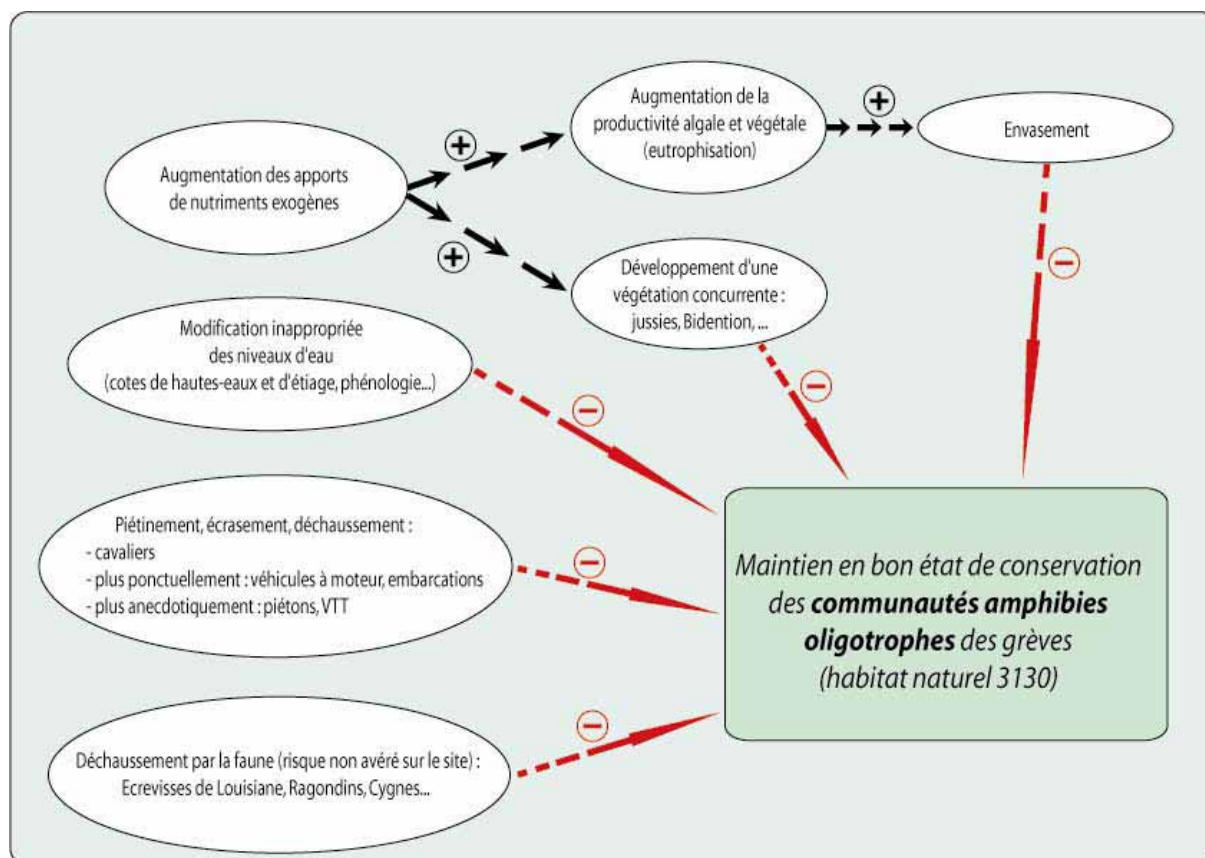 Augmentation des apports
de nutriments exogènes
+
Augmentation de la
productivité algale et végétale
(eutrophisation)
+
Envasement
−
+
Développement d'une
végétation concurrente :
jussies, Bidention, ...
−
Modification inappropriée
des niveaux d'eau
(cotes de hautes-eaux et d'étiage, phénologie...)
−
Piétinement, écrasement, déchaussement :
- cavaliers
- plus ponctuellement : véhicules à moteur, embarcations
- plus anecdotiquement : piétons, VTT
−
Déchaussement par la faune (risque non avéré sur le site) :
Ecrevisses de Louisiane, Ragondins, Cygnes...
−
Maintien en bon état de conservation
des communautés amphibies
oligotrophes des grèves
(habitat naturel 3130)